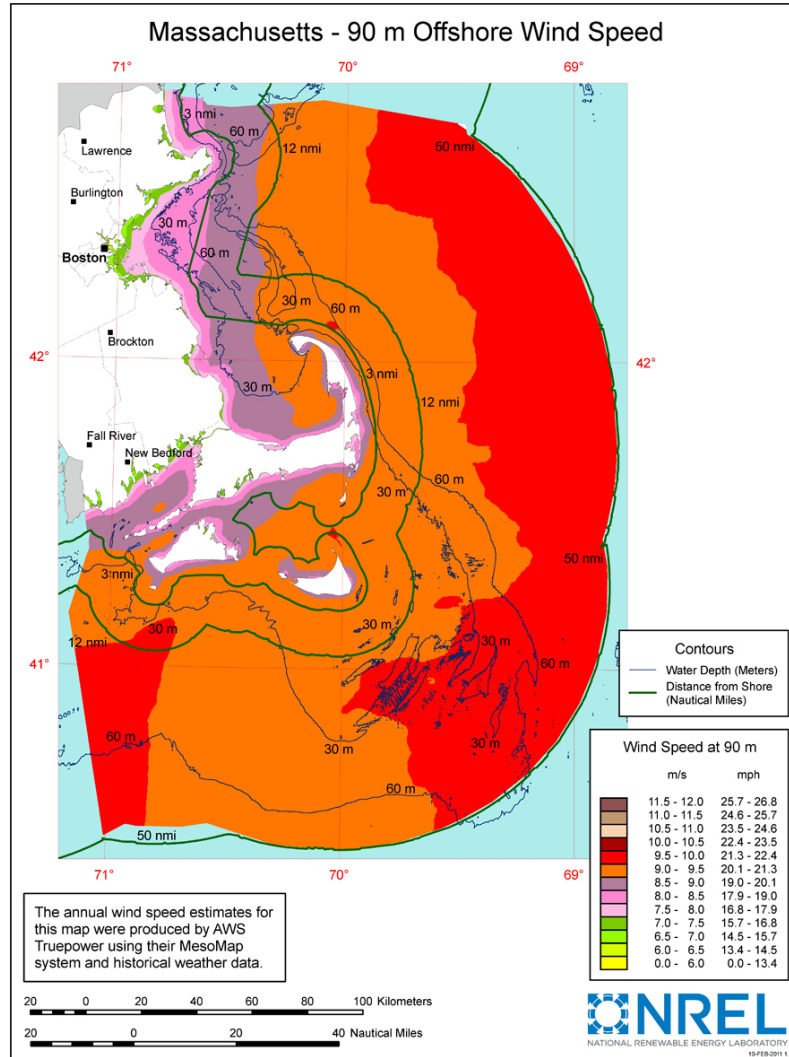 Massachusetts - 90 m Offshore Wind Speed
71°
70°
69°
3 nmi
60 m
12 nmi
50 nmi
Lawrence
Burlington
30 m
Boston
60 m
30 m
60 m
Brockton
42°
42°
3 nmi
30 m
12 nmi
Fall River
New Bedford
60 m
30 m
50 nmi
3 nmi
30 m
30 m
12 nmi
30 m
60 m
41°
41°
60 m
30 m
30 m
60 m
50 nmi
71°
70°
69°
Contours
Water Depth (Meters)
Distance from Shore
(Nautical Miles)
Wind Speed at 90 m
m/s mph
11.5 - 12.0 25.7 - 26.8
11.0 - 11.5 24.6 - 25.7
10.5 - 11.0 23.5 - 24.6
10.0 - 10.5 22.4 - 23.5
9.5 - 10.0 21.3 - 22.4
9.0 - 9.5 20.1 - 21.3
8.5 - 9.0 19.0 - 20.1
8.0 - 8.5 17.9 - 19.0
7.5 - 8.0 16.8 - 17.9
7.0 - 7.5 15.7 - 16.8
6.5 - 7.0 14.5 - 15.7
6.0 - 6.5 13.4 - 14.5
0.0 - 6.0 0.0 - 13.4
The annual wind speed estimates for
this map were produced by AWS
Truepower using their MesoMap
system and historical weather data.
20 0 20 40 60 80 100 Kilometers
20 0 20 40 Nautical Miles
NREL
NATIONAL RENEWABLE ENERGY LABORATORY
10-FEB-2011 1.